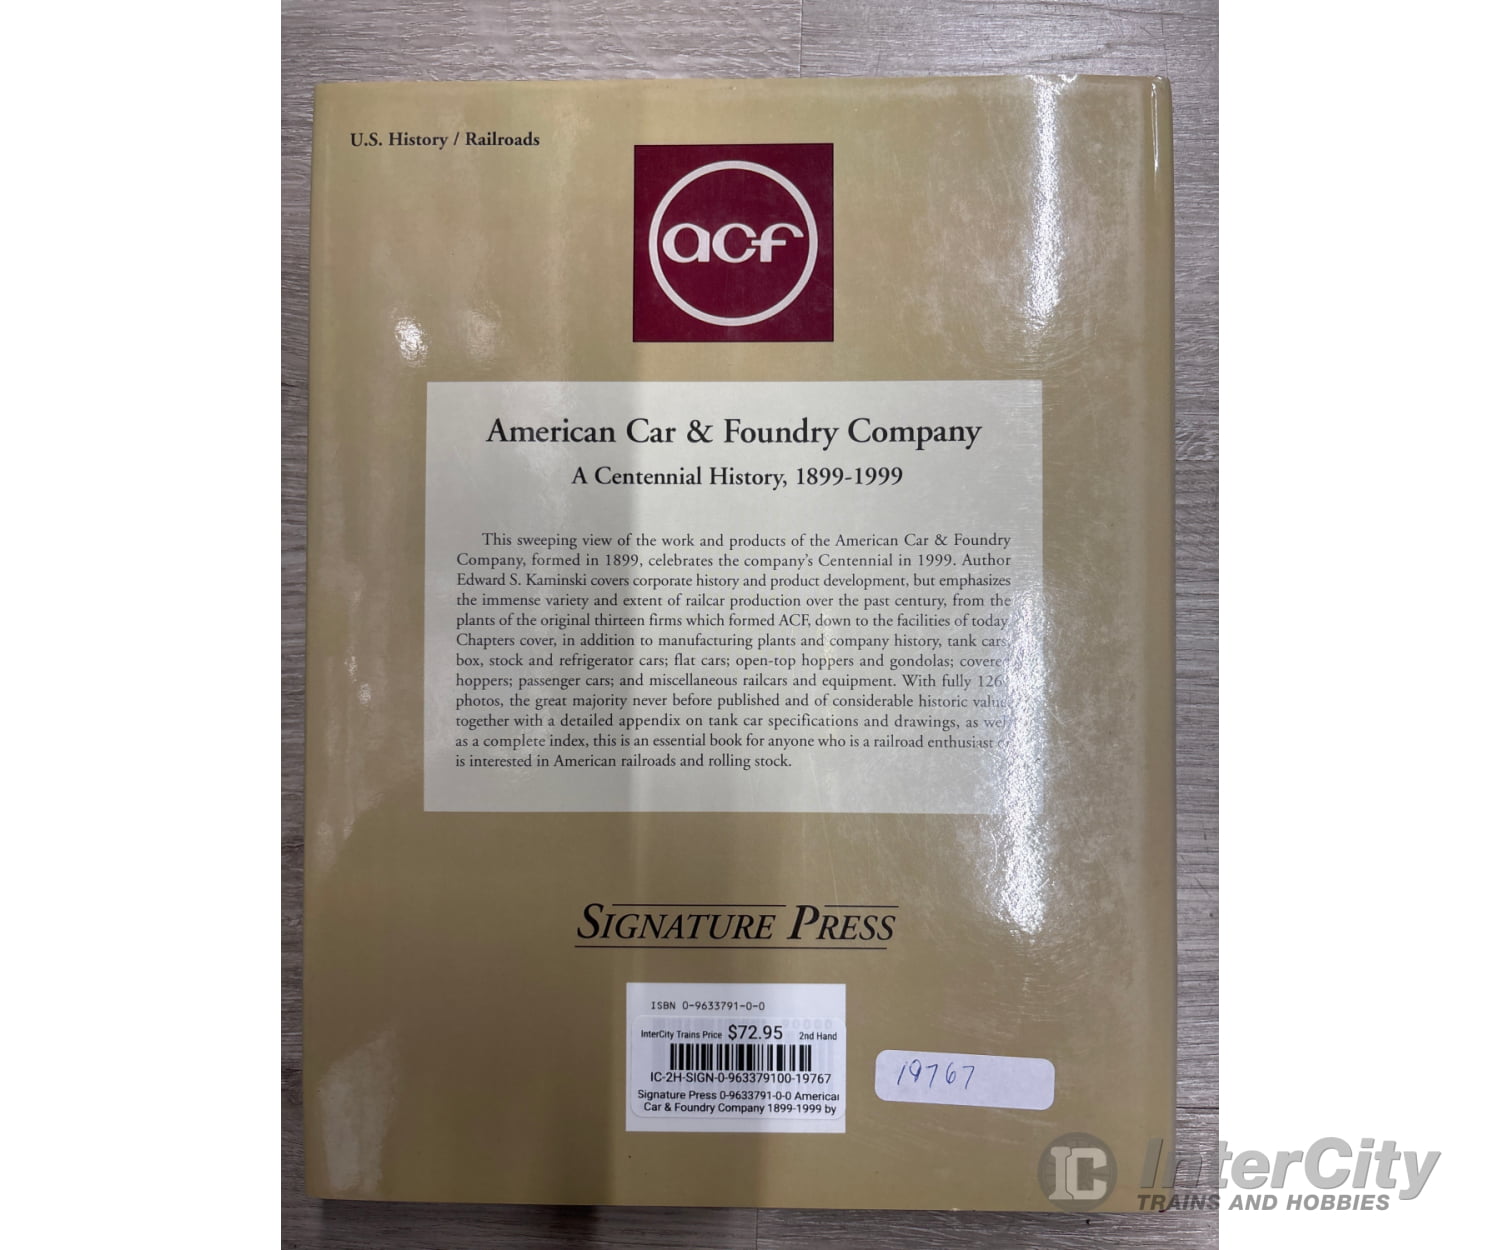 U.S. History / Railroads
acf
American Car & Foundry Company
A Centennial History, 1899-1999
This sweeping view of the work and products of the American Car & Foundry
Company, formed in 1899, celebrates the company's Centennial in 1999. Author
Edward S. Kaminski covers corporate history and product development, but emphasizes
the immense variety and extent of railcar production over the past century, from the
plants of the original thirteen firms which formed ACF, down to the facilities of today
Chapters cover, in addition to manufacturing plants and company history, tank cars
box, stock and refrigerator cars; flat cars; open-top hoppers and gondolas;
hoppers; passenger cars; and miscellaneous railcars and equipment. With fully
photos, the great majority never before published and of considerable historic
together with a detailed appendix on tank car specifications and drawings, as
as a complete index, this is an essential book for anyone who is a railroad enthusiast
is interested in American railroads and rolling stock.
SIGNATURE PRESS
ISBN 0-9633791-0-0
InterCity Trains Price $72.95 2nd Hand
IC-2H-SIGN-0-963379100-19767
Signature Press 0-9633791-0-0
Car & Foundry Company 1899-1999 by
19767
IC InterCity
TRAINS AND HOBBIES